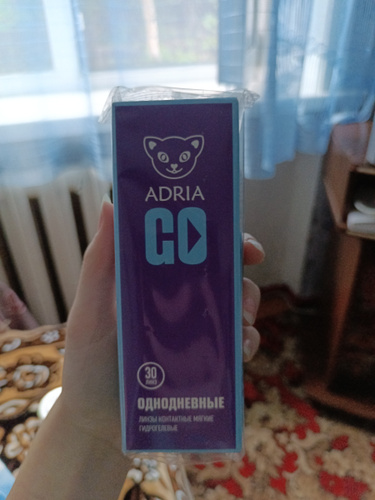 ADRIA
GO
30
ЛИНЗ
ОДНОДНЕВНЫЕ
ЛИНЗЫ КОНТАКТНЫЕ МЯГКИЕ
ГИДРОГЕЛЕВЫЕ